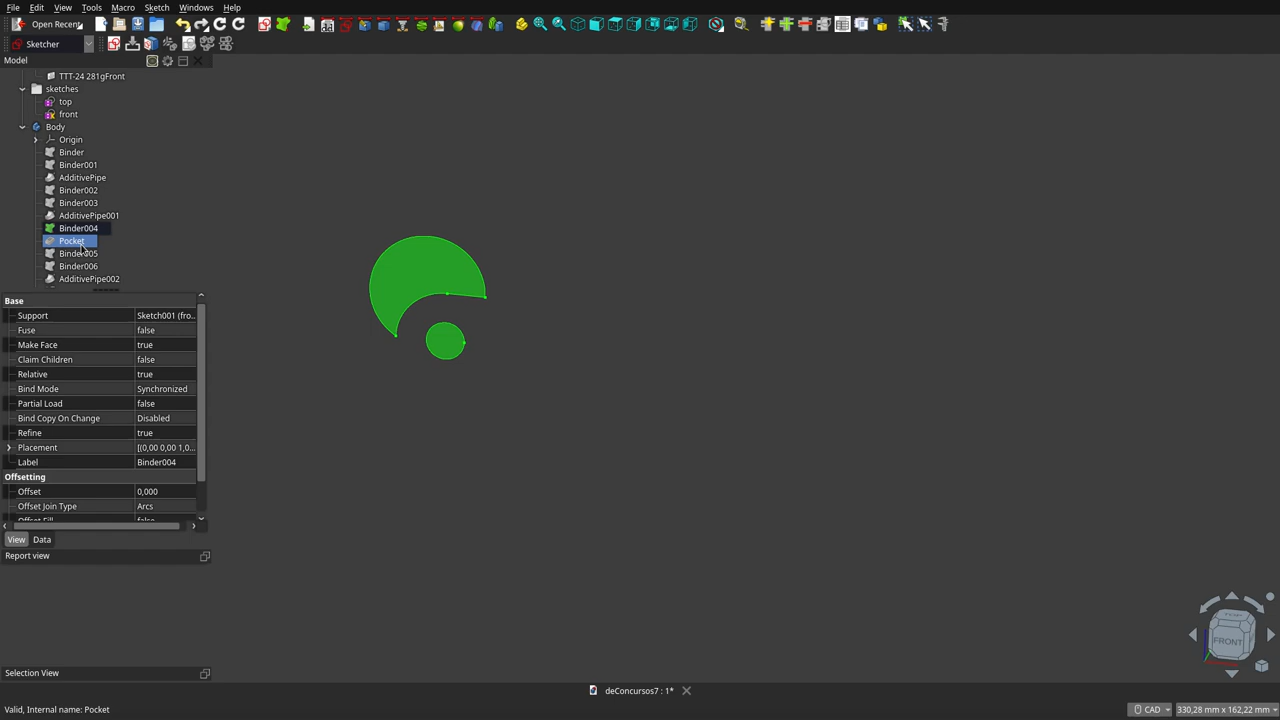 File Edit View Tools Macro Sketch Windows Help
Open Recent
Sketcher
Model
TTT-24 281gFront
sketches
top
front
Body
Origin
Binder
Binder001
AdditivePipe
Binder002
Binder003
AdditivePipe001
Binder004
Pocket
Binder005
Binder006
AdditivePipe002
Base
Support Sketch001 (fro...
Fuse false
Make Face true
Claim Children false
Relative true
Bind Mode Synchronized
Partial Load false
Bind Copy On Change Disabled
Refine true
Placement [(0,00 0,00 1,0...
Label Binder004
Offsetting
Offset 0,000
Offset Join Type Arcs
Offset Fill false
View Data
Report view
Selection View
TOP
FRONT
deConcursos7 : 1*
Valid, Internal name: Pocket
CAD 330,28 mm x 162,22 mm